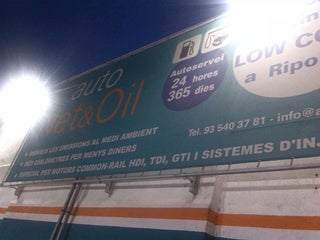 auto
Net&Oil
Autoservei
24 hores
365 dies
LOW CO
a Ripo
• REDUEIX LES EMISSIONS AL MEDI AMBIENT
• MÉS QUILÒMETRES PER MENYS DINERS
• ESPECIAL PER MOTORS COMMON-RAIL HDI, TDI, GTI I SISTEMES D'INJ
Tel. 93 540 37 81 - info@a